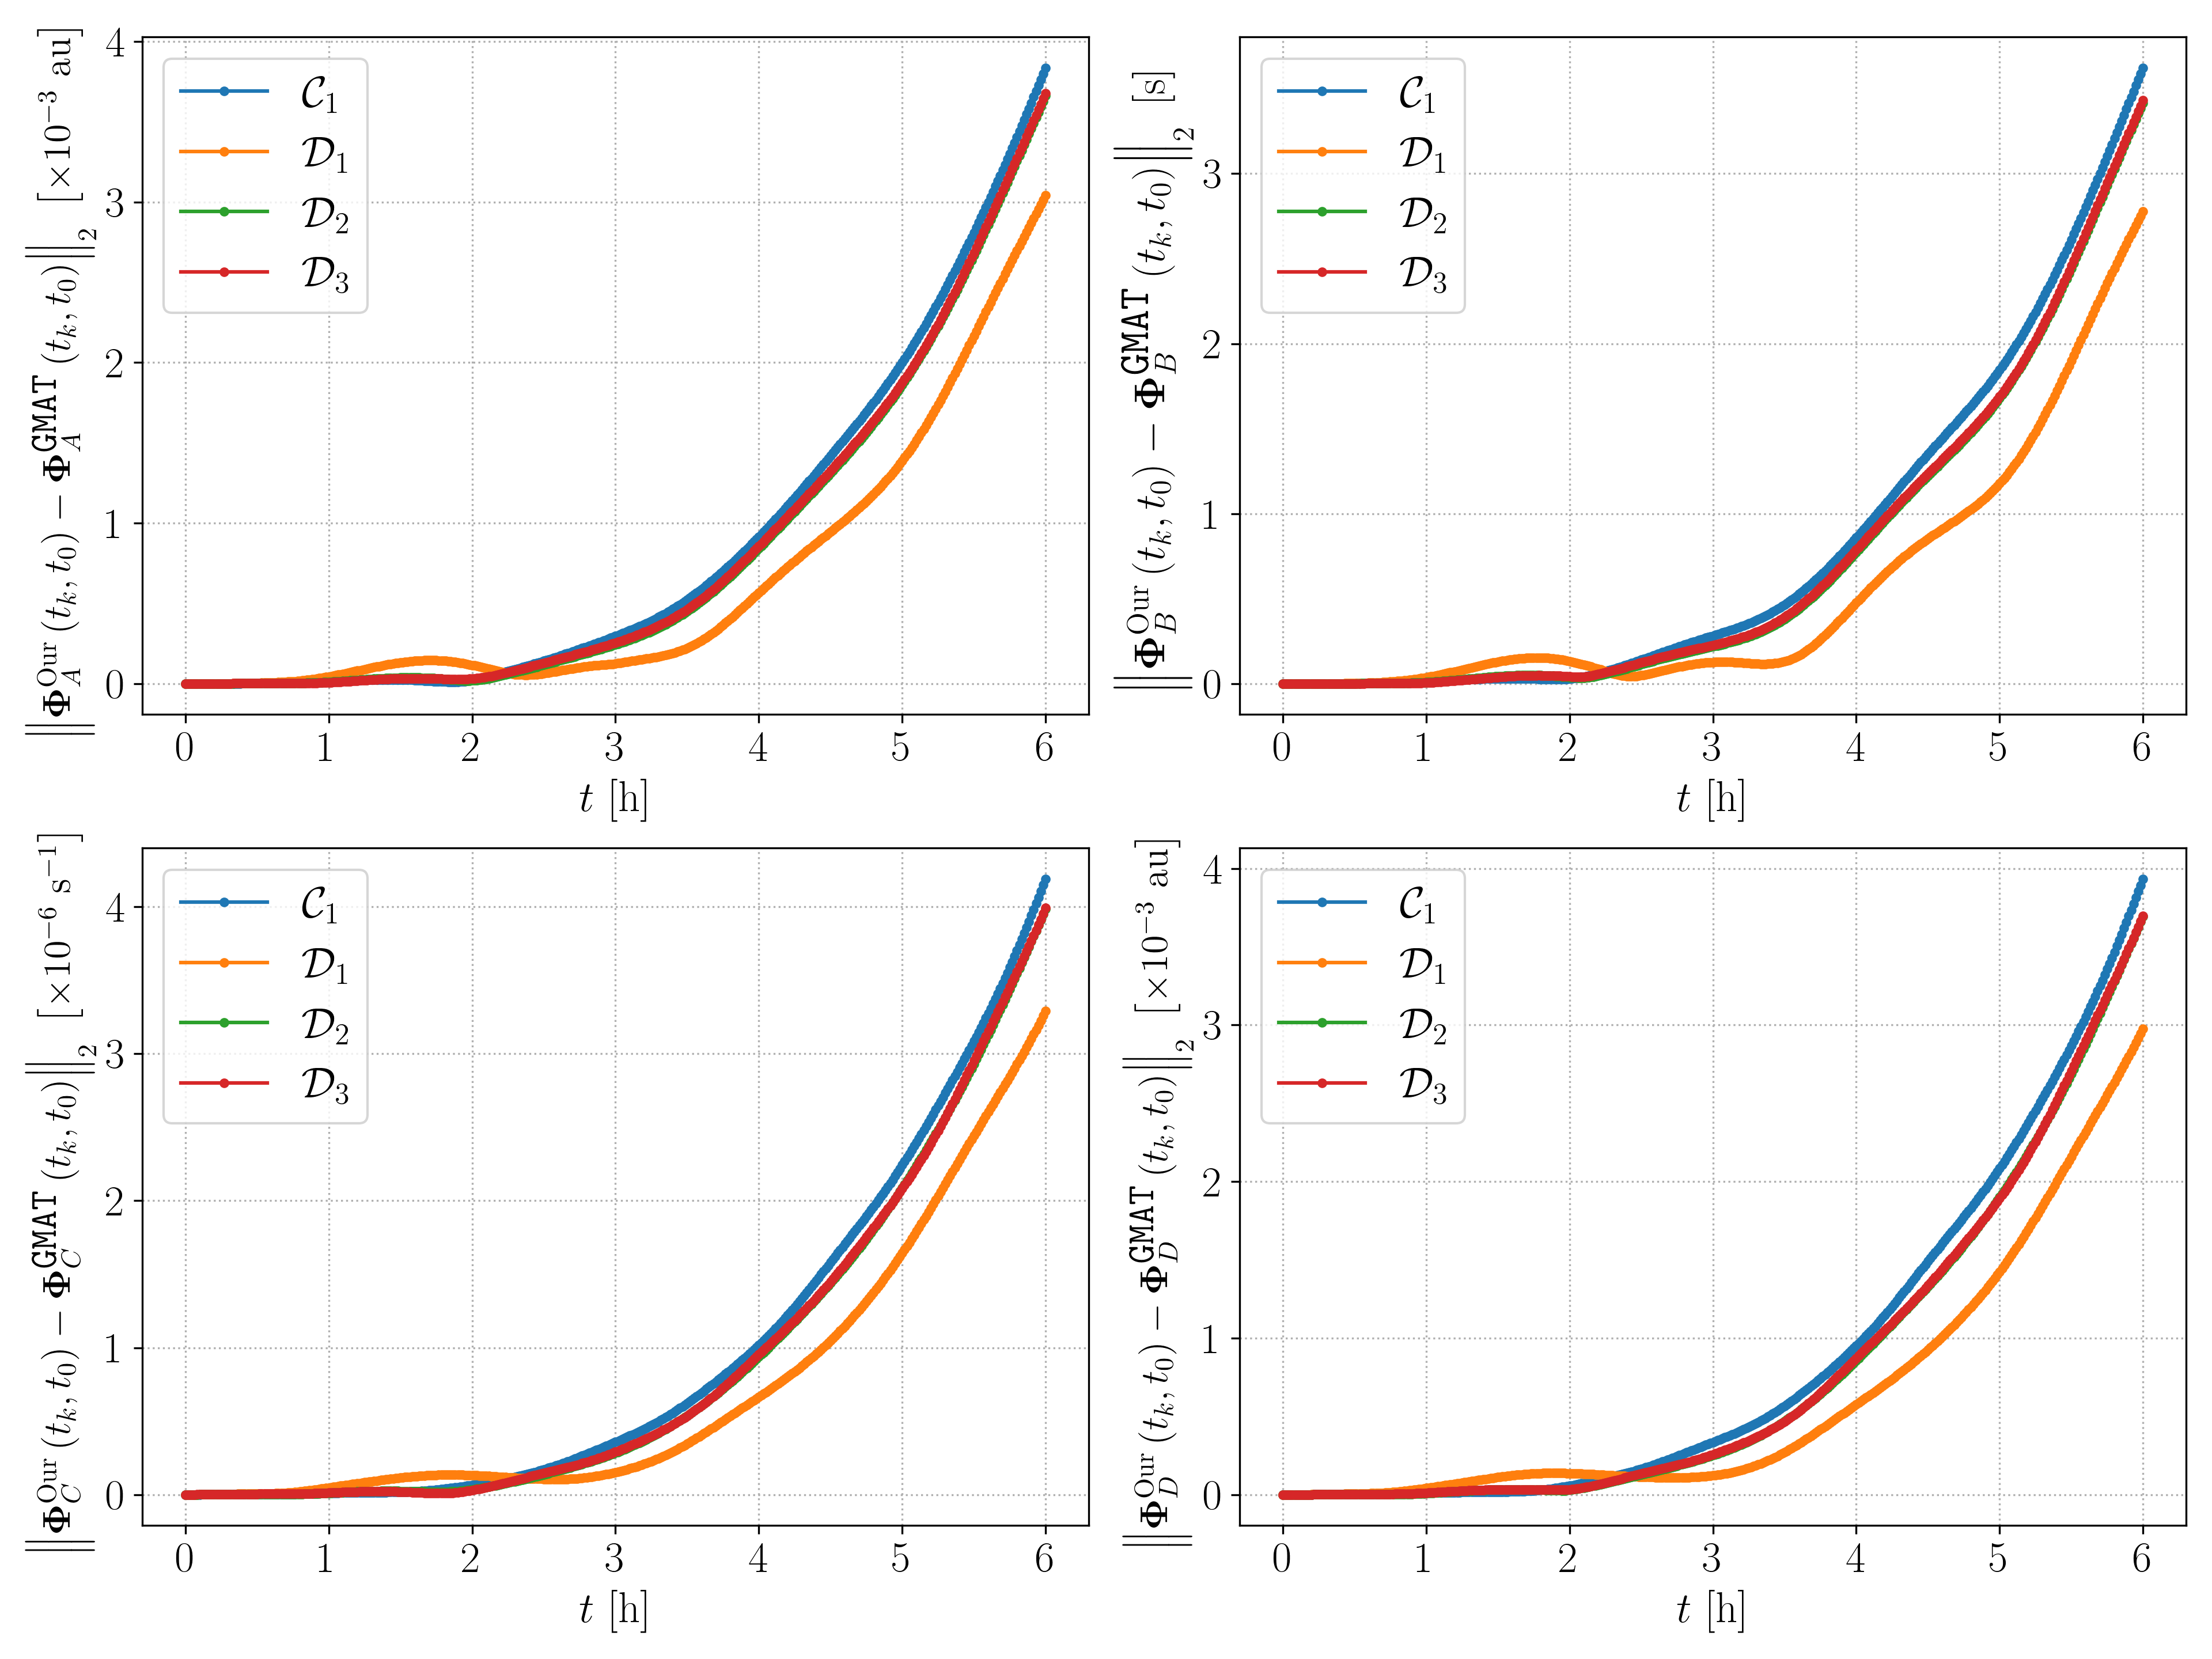 ‖Φ_A^Our (t_k, t_0) − Φ_A^GMAT (t_k, t_0)‖_2 [×10^−3 au]
4
3
2
1
0
C_1
D_1
D_2
D_3
0 1 2 3 4 5 6
t [h]
‖Φ_B^Our (t_k, t_0) − Φ_B^GMAT (t_k, t_0)‖_2 [s]
3
2
1
0
C_1
D_1
D_2
D_3
0 1 2 3 4 5 6
t [h]
‖Φ_C^Our (t_k, t_0) − Φ_C^GMAT (t_k, t_0)‖_2 [×10^−6 s^−1]
4
3
2
1
0
C_1
D_1
D_2
D_3
0 1 2 3 4 5 6
t [h]
‖Φ_D^Our (t_k, t_0) − Φ_D^GMAT (t_k, t_0)‖_2 [×10^−3 au]
4
3
2
1
0
C_1
D_1
D_2
D_3
0 1 2 3 4 5 6
t [h]